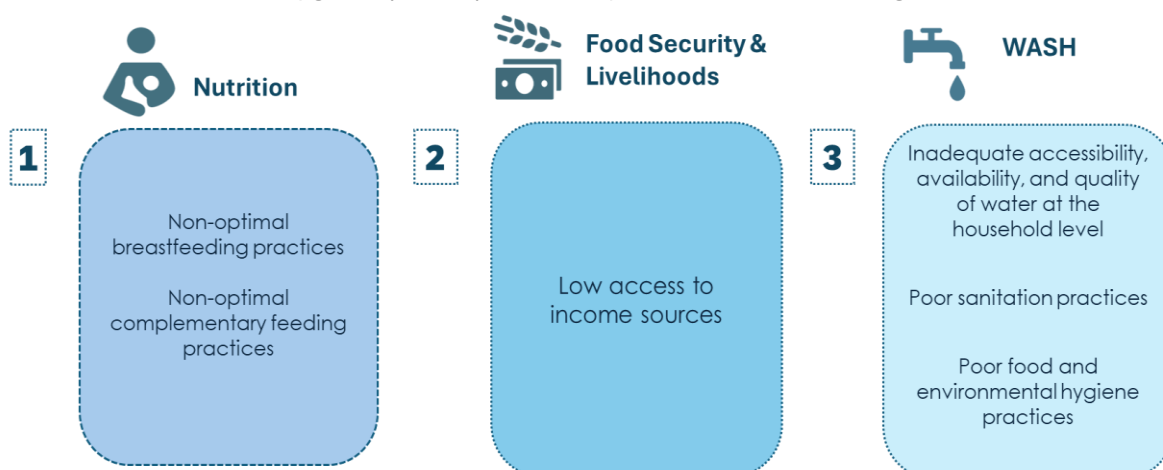 Nutrition
Food Security &
Livelihoods
WASH
1
Non-optimal
breastfeeding practices
Non-optimal
complementary feeding
practices
2
Low access to
income sources
3
Inadequate accessibility,
availability, and quality
of water at the
household level
Poor sanitation practices
Poor food and
environmental hygiene
practices